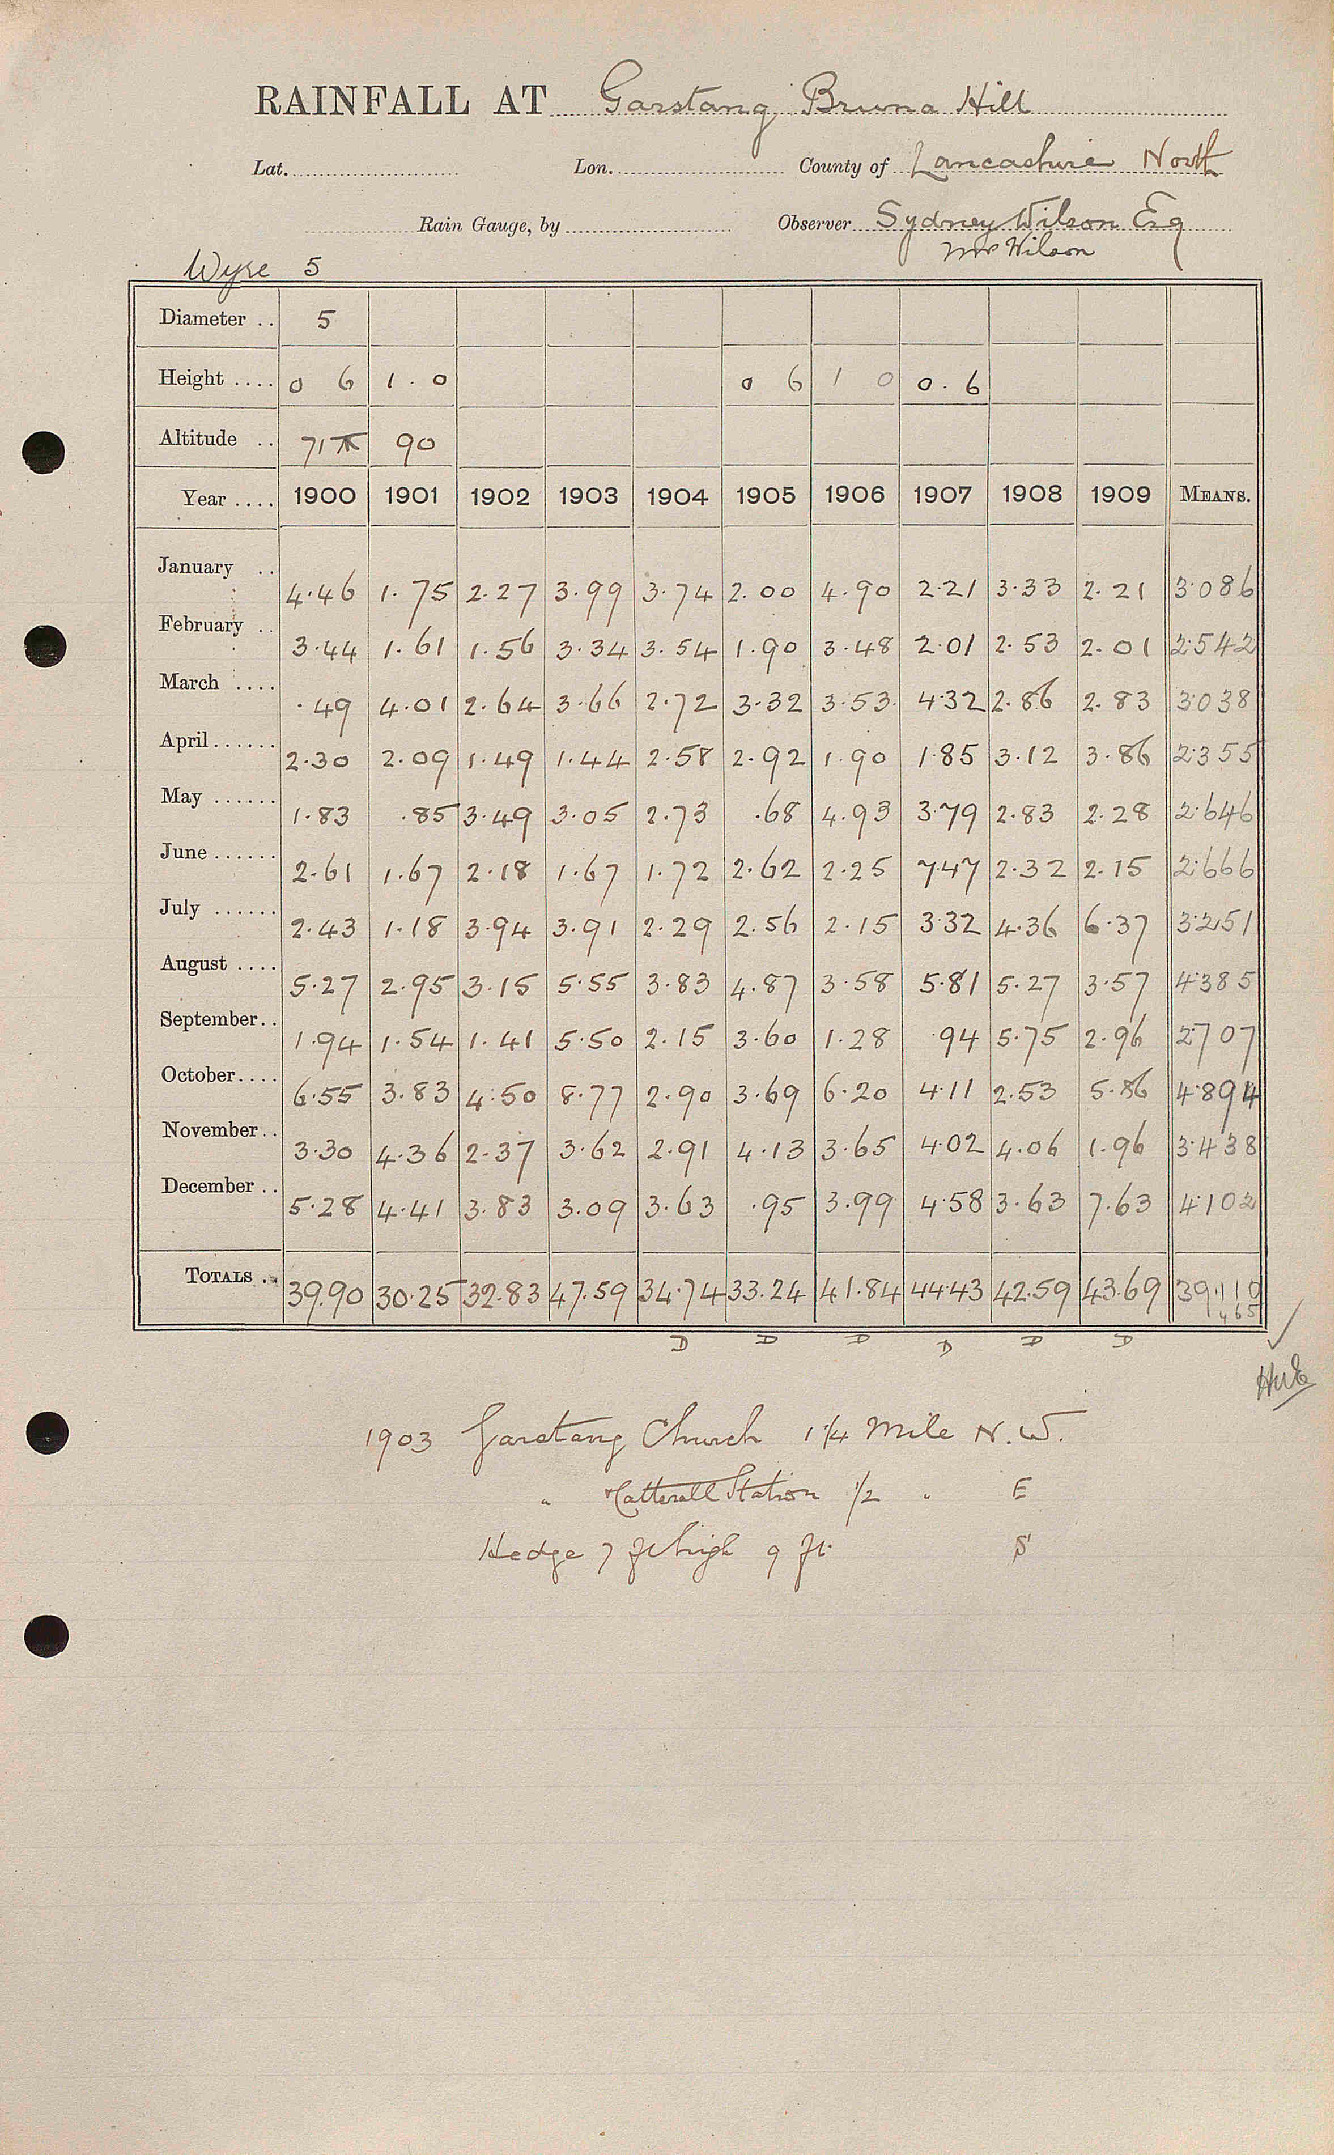 RAINFALL AT Garstang Bruna Hill
Lat. Lon. County of Lancashire North
Rain Gauge, by Observer Sydney Wilson Esq
Mr Wilson
Wyre 5
Diameter .. 5
Height .... 0 6 1.0 0 6 1 0 0.6
Altitude .. 71 90
Year .... 1900 1901 1902 1903 1904 1905 1906 1907 1908 1909 MEANS.
January .. 4.46 1.75 2.27 3.99 3.74 2.00 4.90 2.21 3.33 2.21 3.086
February .. 3.44 1.61 1.56 3.34 3.54 1.90 3.48 2.01 2.53 2.01 2.542
March .... .49 4.01 2.64 3.66 2.72 3.32 3.53 4.32 2.86 2.83 3.038
April...... 2.30 2.09 1.49 1.44 2.58 2.92 1.90 1.85 3.12 3.86 2.355
May ...... 1.83 .85 3.49 3.05 2.73 .68 4.93 3.79 2.83 2.28 2.646
June...... 2.61 1.67 2.18 1.67 1.72 2.62 2.25 7.47 2.32 2.15 2.666
July ...... 2.43 1.18 3.94 3.91 2.29 2.56 2.15 3.32 4.36 6.37 3.251
August .... 5.27 2.95 3.15 5.55 3.83 4.87 3.58 5.81 5.27 3.57 4.385
September.. 1.94 1.54 1.41 5.50 2.15 3.60 1.28 .94 5.75 2.96 2.707
October.... 6.55 3.83 4.50 8.77 2.90 3.69 6.20 4.11 2.53 5.86 4.894
November.. 3.30 4.36 2.37 3.62 2.91 4.13 3.65 4.02 4.06 1.96 3.438
December .. 5.28 4.41 3.83 3.09 3.63 .95 3.99 4.58 3.63 7.63 4.102
TOTALS .. 39.90 30.25 32.83 47.59 34.74 33.24 41.84 44.43 42.59 43.69 39.110
D D D D D D
1903 Garstang Church 1 1/4 Mile N.W.
" Catterall Station 1/2 " E
Hedge 7 ft high 9 ft S